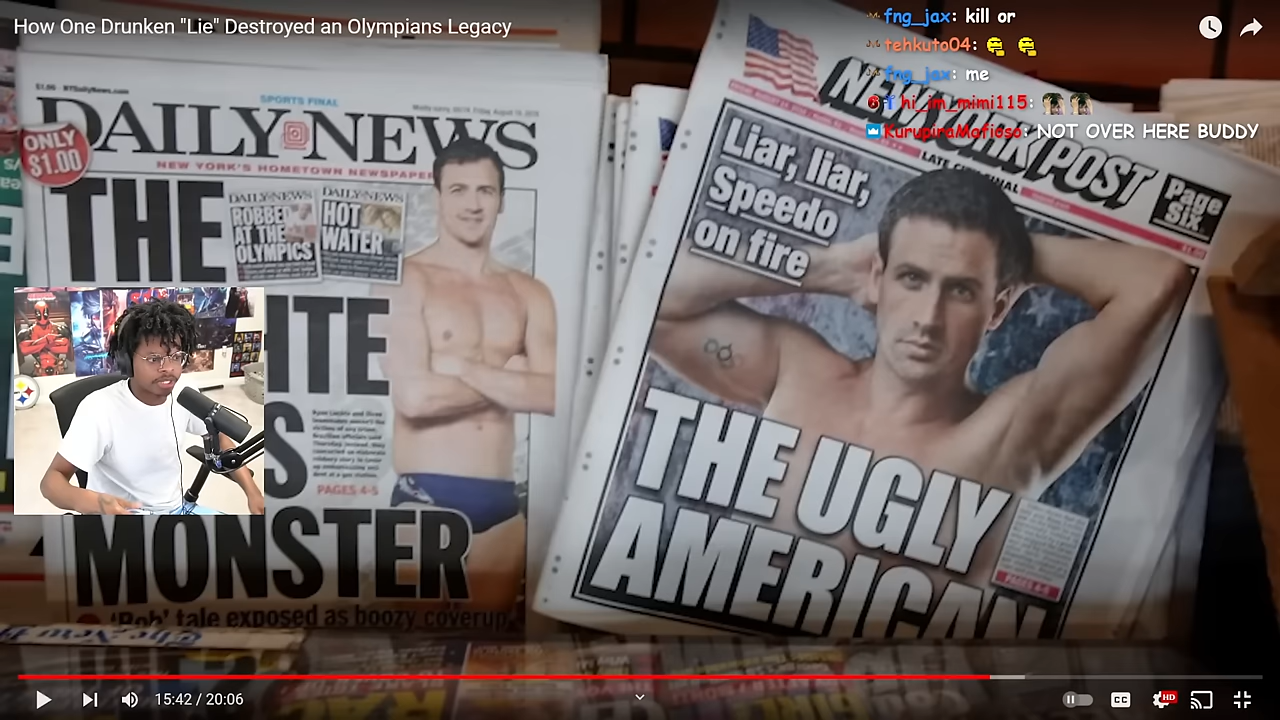 How One Drunken "Lie" Destroyed an Olympians Legacy
fng_jax: kill or
tehkuto04:
fng_jax: me
hi_im_mimi115:
KurupiraMafioso: NOT OVER HERE BUDDY
SPORTS FINAL
DAILY NEWS
ONLY
$1.00
NEW YORK'S HOMETOWN NEWSPAPER
THE
DAILY NEWS
ROBBED
AT THE
OLYMPICS
DAILY NEWS
HOT
WATER
ITE
S
PAGES 4-5
MONSTER
tale exposed as boozy coverup
NEW YORK POST
LATE
FINAL
Page
Six
Liar, liar,
Speedo
on fire
THE UGLY
AMERICAN
15:42 / 20:06
CC
HD